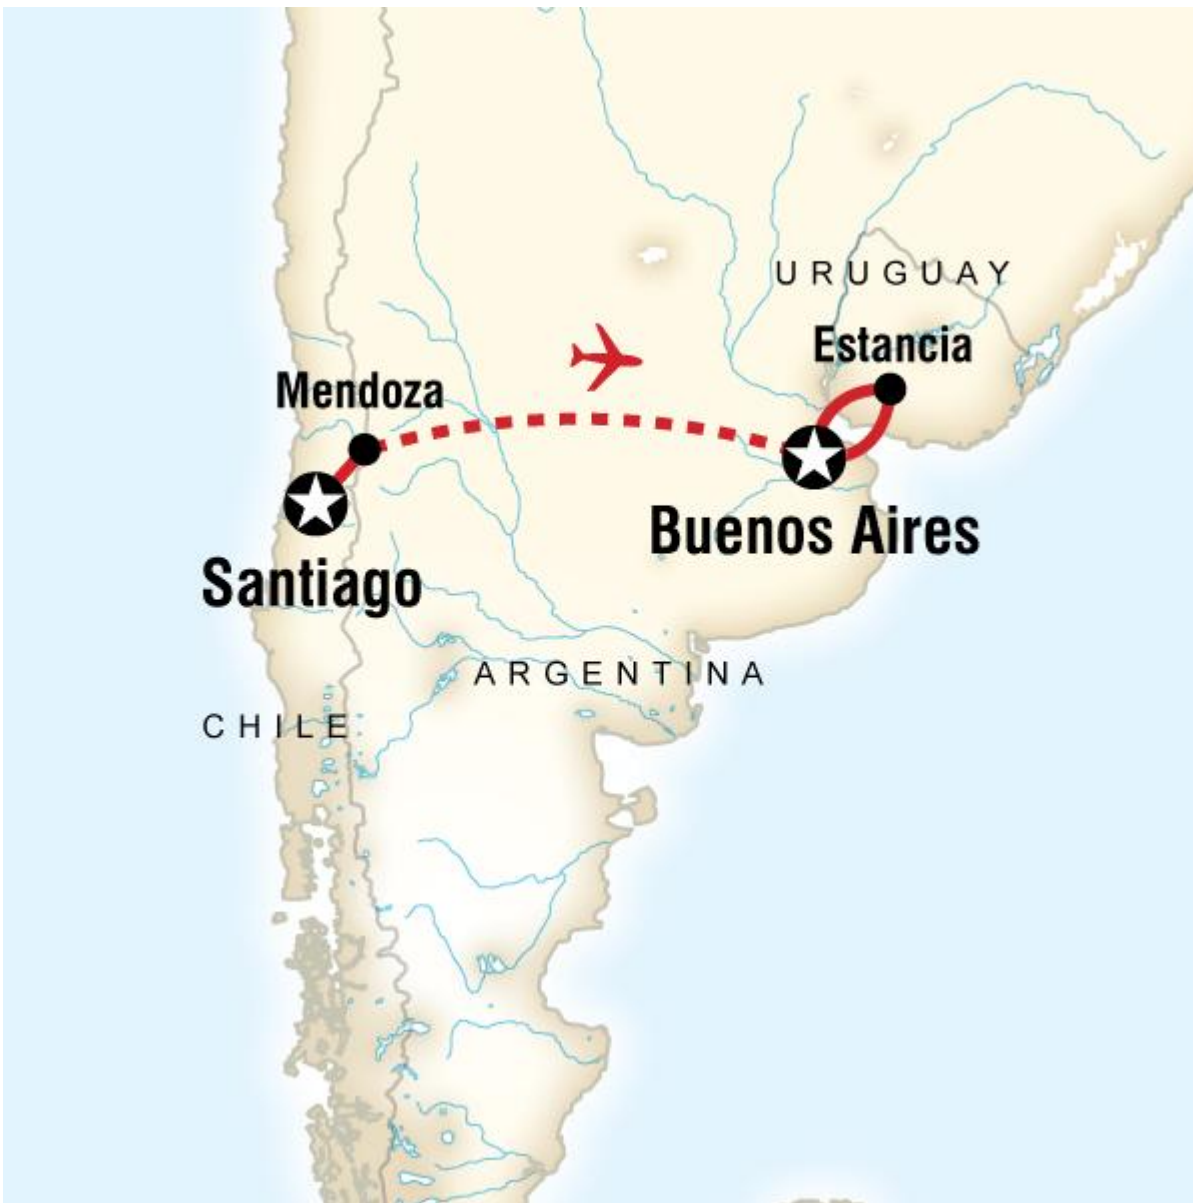 URUGUAY
Estancia
Mendoza
Buenos Aires
Santiago
ARGENTINA
CHILE